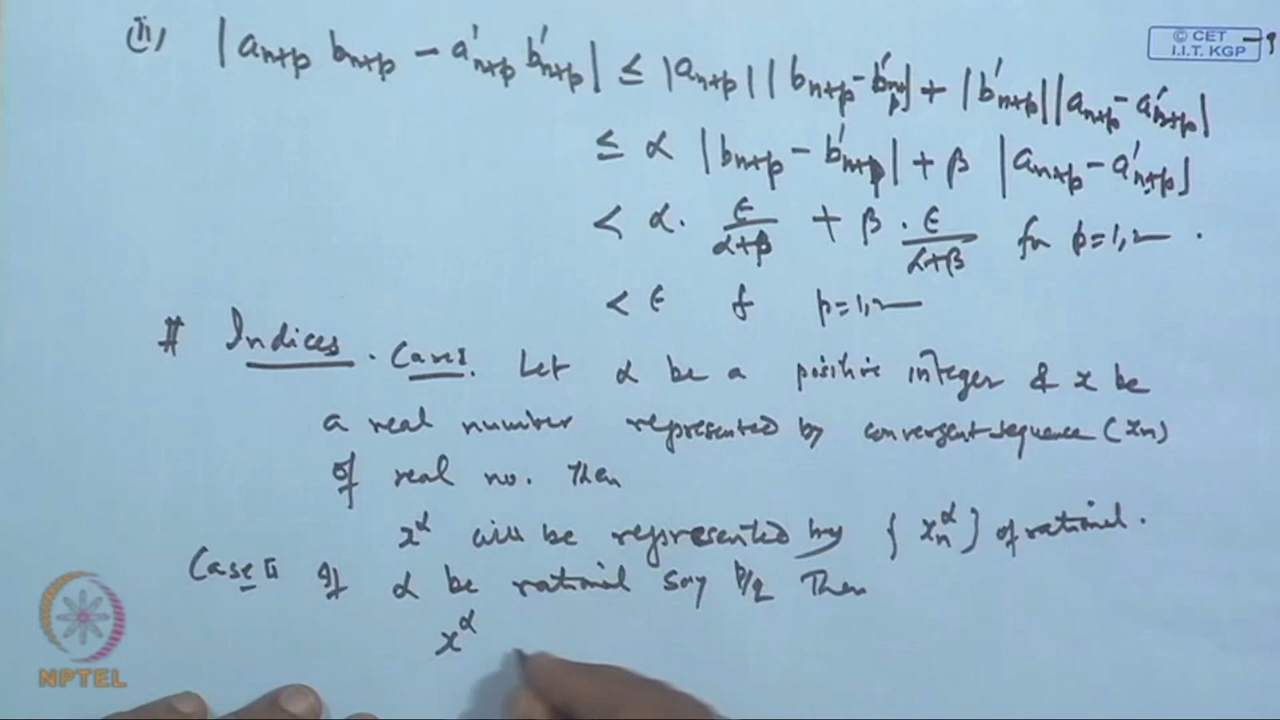 (ii) |a_{n+p} b_{n+p} - a'_{n+p} b'_{n+p}| ≤ |a_{n+p}| |b_{n+p} - b'_{n+p}| + |b'_{n+p}| |a_{n+p} - a'_{n+p}|
© CET
I.I.T. KGP
≤ α |b_{n+p} - b'_{n+p}| + β |a_{n+p} - a'_{n+p}|
< α · ε/(α+β) + β · ε/(α+β) for p=1,2— .
< ε f p=1,2—
# Indices . Case I. Let α be a positive integer & x be
a real number represented by convergent sequence (xn)
of real no. Then
x^α will be represented by { x_n^α } of rational.
Case II If α be rational say p/q Then
x^α
NPTEL